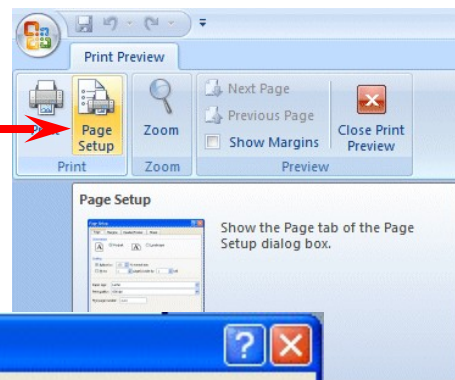 Print Preview
Page
Setup
Zoom
Next Page
Previous Page
Show Margins
Close Print
Preview
Print
Zoom
Preview
Page Setup
Show the Page tab of the Page
Setup dialog box.